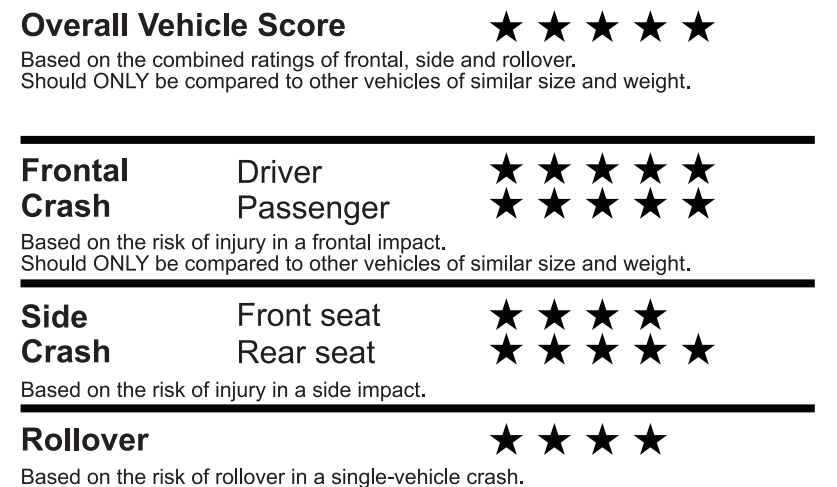 Overall Vehicle Score ★ ★ ★ ★ ★
Based on the combined ratings of frontal, side and rollover.
Should ONLY be compared to other vehicles of similar size and weight.
Frontal Driver ★ ★ ★ ★ ★
Crash Passenger ★ ★ ★ ★ ★
Based on the risk of injury in a frontal impact.
Should ONLY be compared to other vehicles of similar size and weight.
Side Front seat ★ ★ ★ ★
Crash Rear seat ★ ★ ★ ★ ★
Based on the risk of injury in a side impact.
Rollover ★ ★ ★ ★
Based on the risk of rollover in a single-vehicle crash.